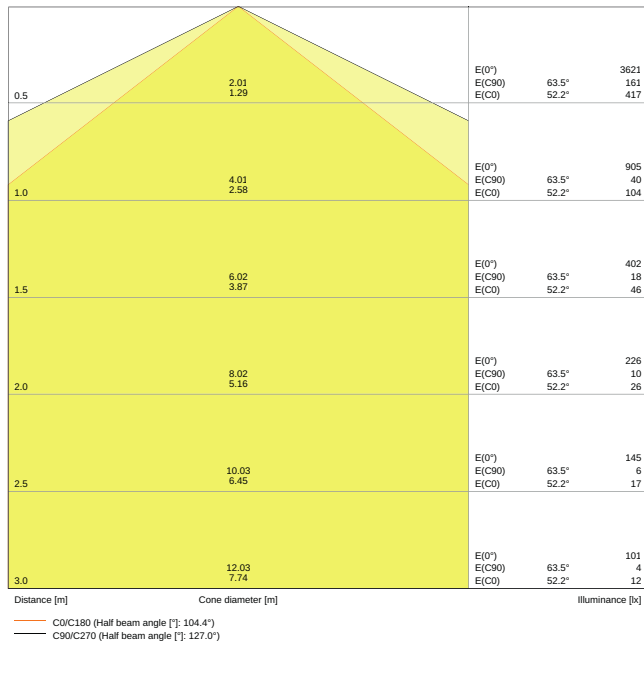 E(0°) 3621
2.01 E(C90) 63.5° 161
0.5 1.29 E(C0) 52.2° 417
E(0°) 905
4.01 E(C90) 63.5° 40
1.0 2.58 E(C0) 52.2° 104
E(0°) 402
6.02 E(C90) 63.5° 18
1.5 3.87 E(C0) 52.2° 46
E(0°) 226
8.02 E(C90) 63.5° 10
2.0 5.16 E(C0) 52.2° 26
E(0°) 145
10.03 E(C90) 63.5° 6
2.5 6.45 E(C0) 52.2° 17
E(0°) 101
12.03 E(C90) 63.5° 4
3.0 7.74 E(C0) 52.2° 12
Distance [m] Cone diameter [m] Illuminance [lx]
C0/C180 (Half beam angle [°]: 104.4°)
C90/C270 (Half beam angle [°]: 127.0°)